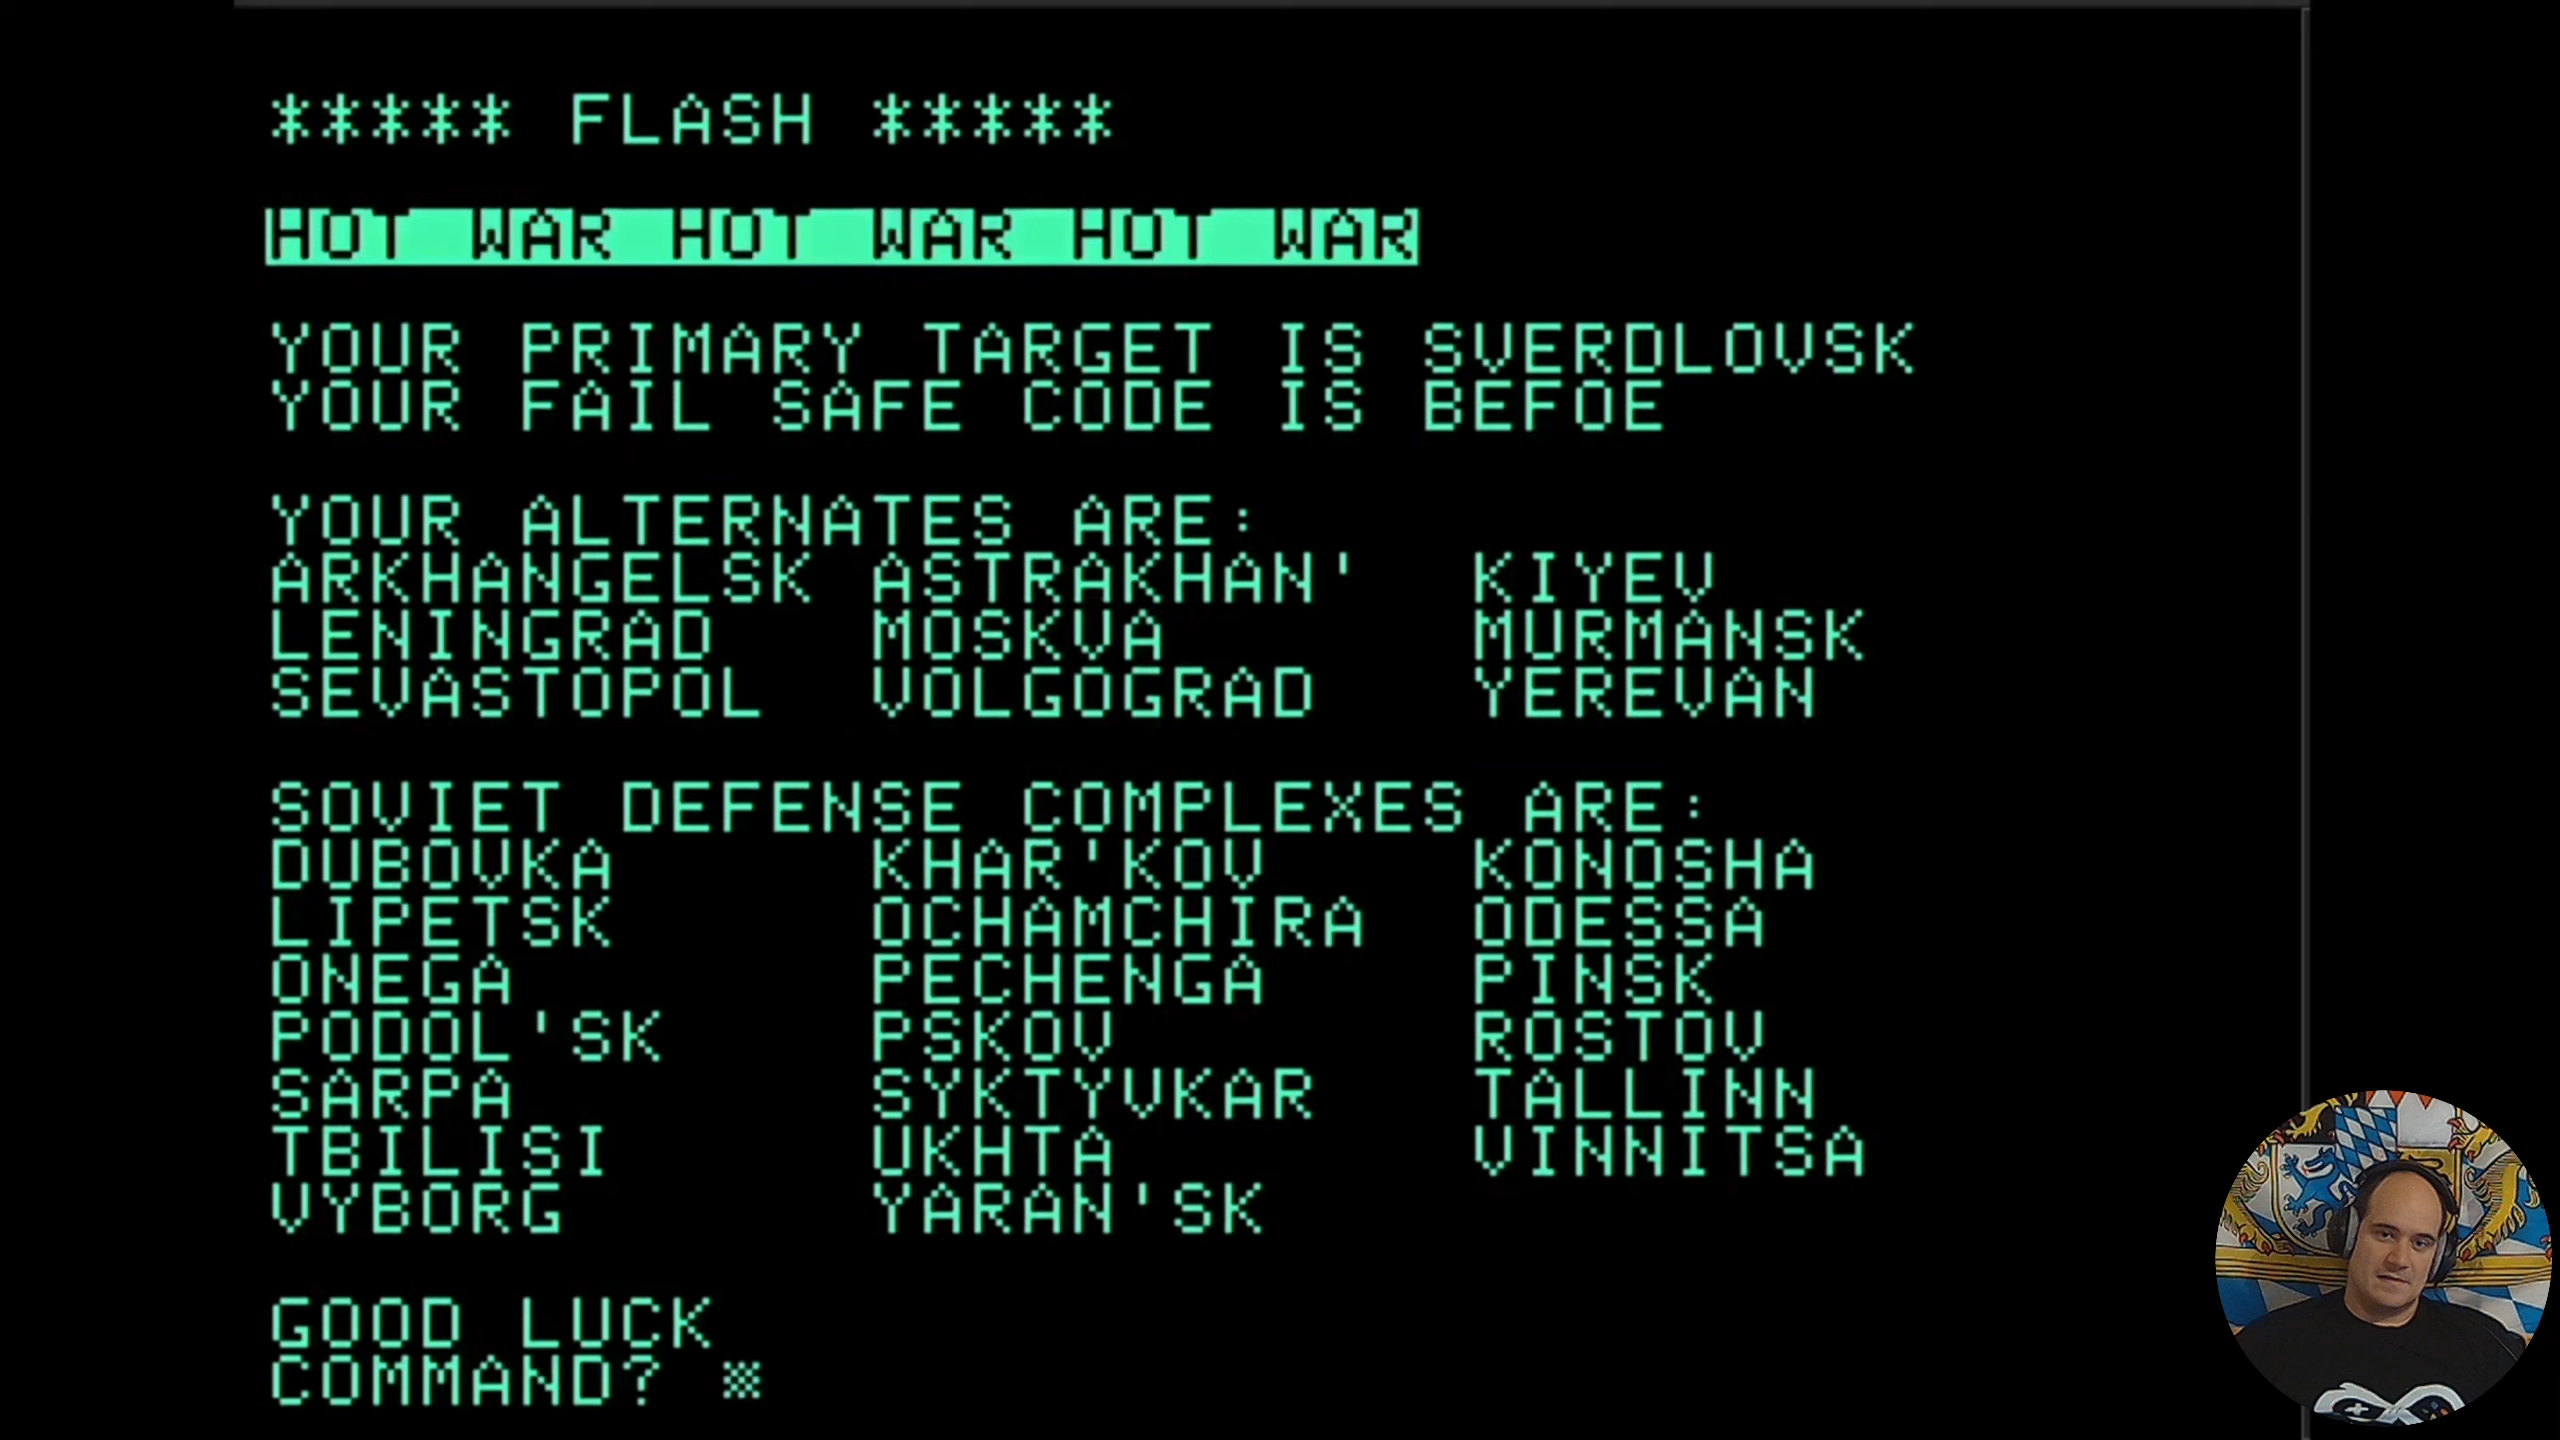 ***** FLASH *****
HOT WAR HOT WAR HOT WAR
YOUR PRIMARY TARGET IS SVERDLOVSK
YOUR FAIL SAFE CODE IS BEFOE
YOUR ALTERNATES ARE:
ARKHANGELSK ASTRAKHAN' KIYEV
LENINGRAD MOSKVA MURMANSK
SEVASTOPOL VOLGOGRAD YEREVAN
SOVIET DEFENSE COMPLEXES ARE:
DUBOVKA KHAR'KOV KONOSHA
LIPETSK OCHAMCHIRA ODESSA
ONEGA PECHENGA PINSK
PODOL'SK PSKOV ROSTOV
SARPA SYKTYVKAR TALLINN
TBILISI UKHTA VINNITSA
VYBORG YARAN'SK
GOOD LUCK
COMMAND?